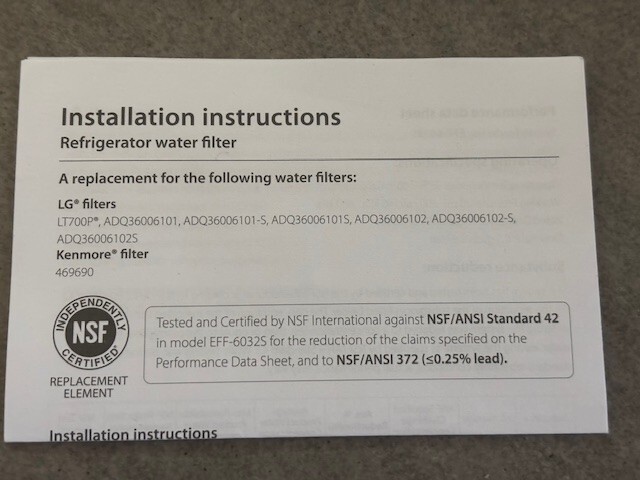 Installation instructions
Refrigerator water filter
A replacement for the following water filters:
LG® filters
LT700P®, ADQ36006101, ADQ36006101-S, ADQ36006101S, ADQ36006102, ADQ36006102-S,
ADQ36006102S
Kenmore® filter
469690
INDEPENDENTLY
NSF
CERTIFIED
REPLACEMENT
ELEMENT
Tested and Certified by NSF International against NSF/ANSI Standard 42
in model EFF-6032S for the reduction of the claims specified on the
Performance Data Sheet, and to NSF/ANSI 372 (≤0.25% lead).
Installation instructions